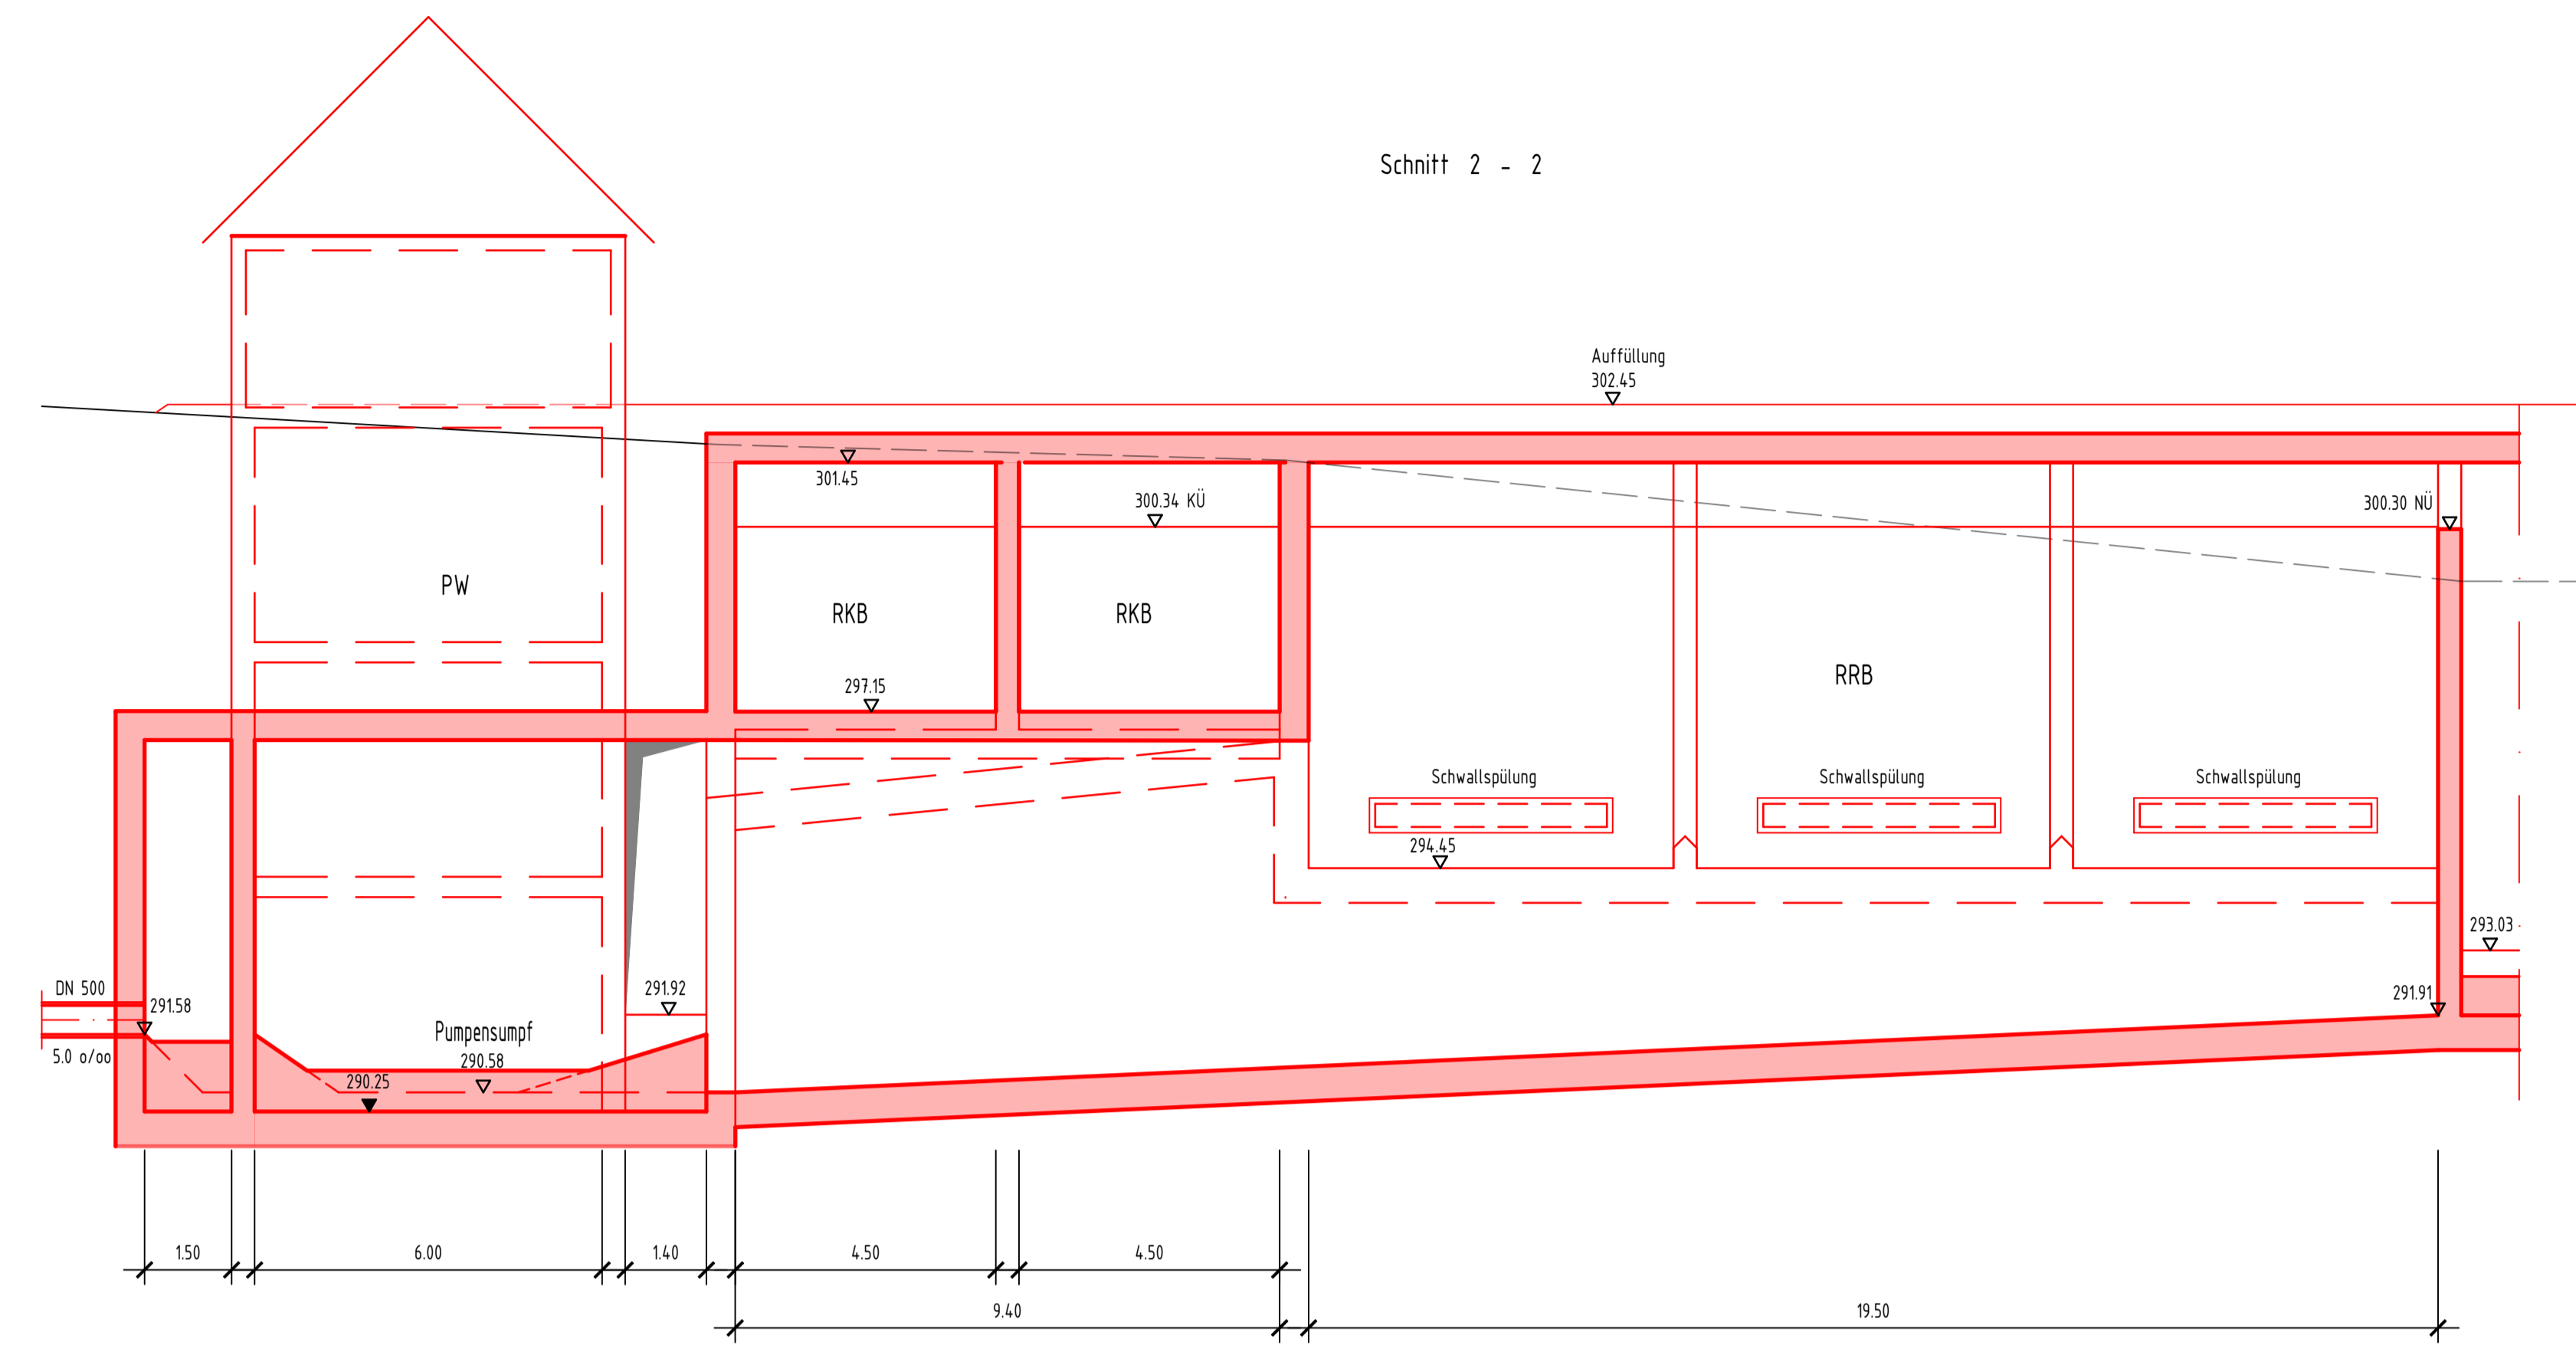 Schnitt 2 - 2
Auffüllung
302.45
301.45
300.34 KÜ
300.30 NÜ
PW
RKB
RKB
RRB
297.15
Schwallspülung
Schwallspülung
Schwallspülung
294.45
293.03
DN 500
291.58
291.92
291.91
5.0 o/oo
Pumpensumpf
290.58
290.25
1.50
6.00
1.40
4.50
4.50
9.40
19.50